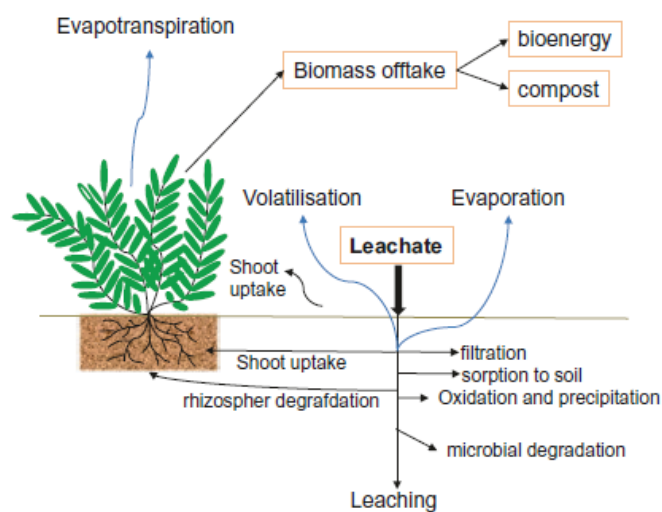 Evapotranspiration
Biomass offtake
bioenergy
compost
Volatilisation
Evaporation
Leachate
Shoot
uptake
Shoot uptake
filtration
sorption to soil
rhizospher degrafdation
Oxidation and precipitation
microbial degradation
Leaching